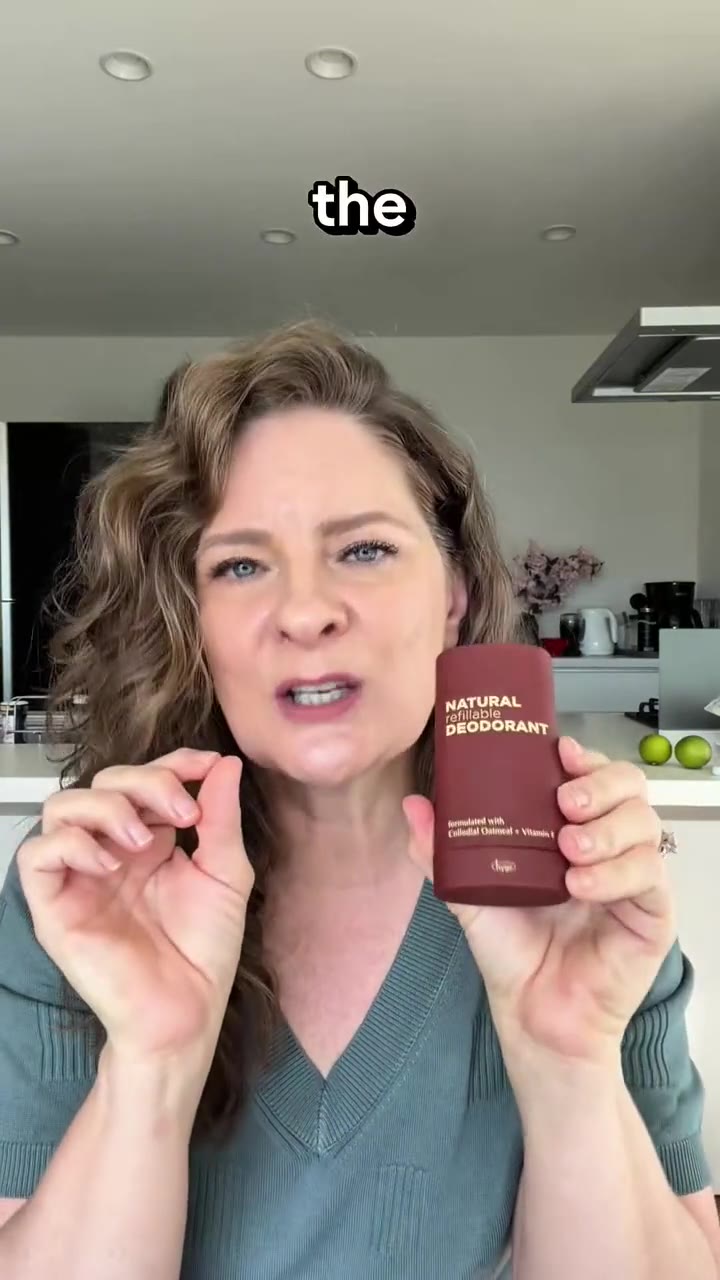 the
NATURAL
refillable
DEODORANT
formulated with
Colloidal Oatmeal + Vitamin E